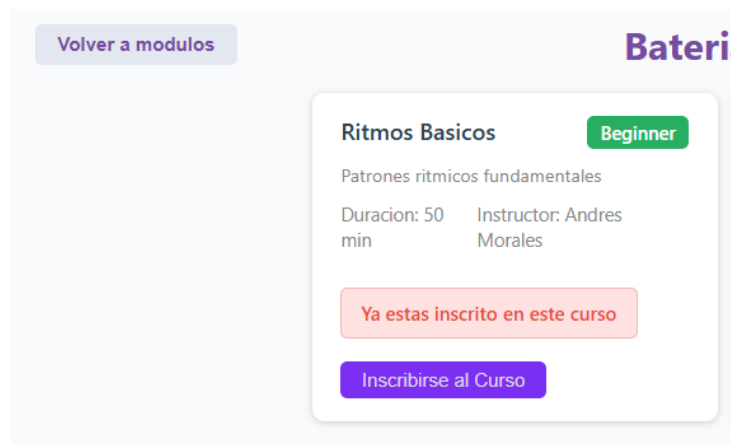 Volver a modulos
Bateri
Ritmos Basicos
Beginner
Patrones ritmicos fundamentales
Duracion: 50
min
Instructor: Andres
Morales
Ya estas inscrito en este curso
Inscribirse al Curso